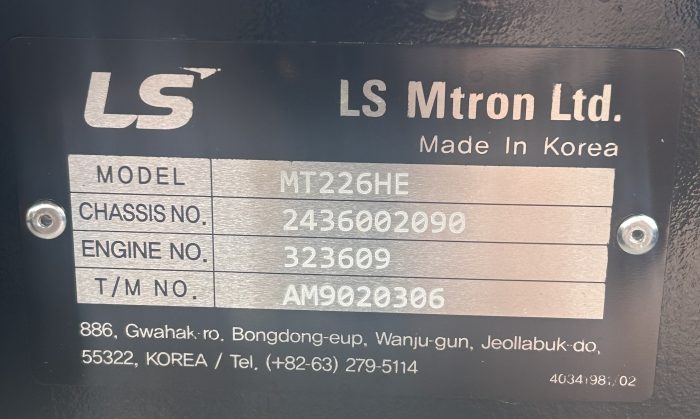 LS
LS Mtron Ltd.
Made In Korea
MODEL MT226HE
CHASSIS NO. 2436002090
ENGINE NO. 323609
T/M NO. AM9020306
886, Gwahak-ro, Bongdong-eup, Wanju-gun, Jeollabuk-do,
55322, KOREA / Tel. (+82-63) 279-5114